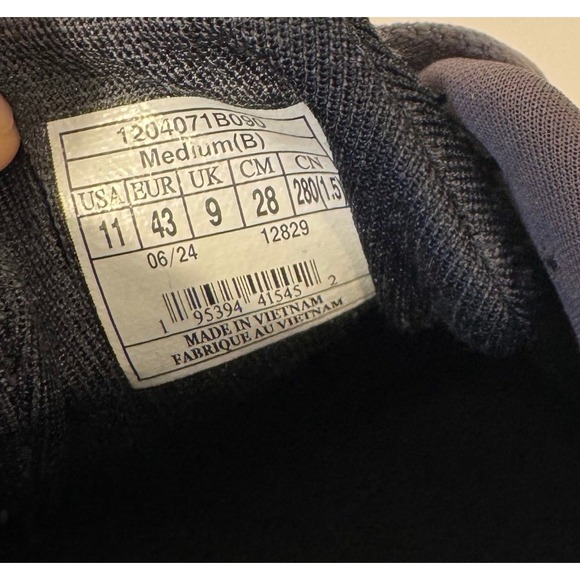 1204071B090
Medium(B)
USA EUR UK CM CN
11 43 9 28 280/1.5
06/24 12829
1 95394 41545 2
MADE IN VIETNAM
FABRIQUE AU VIETNAM